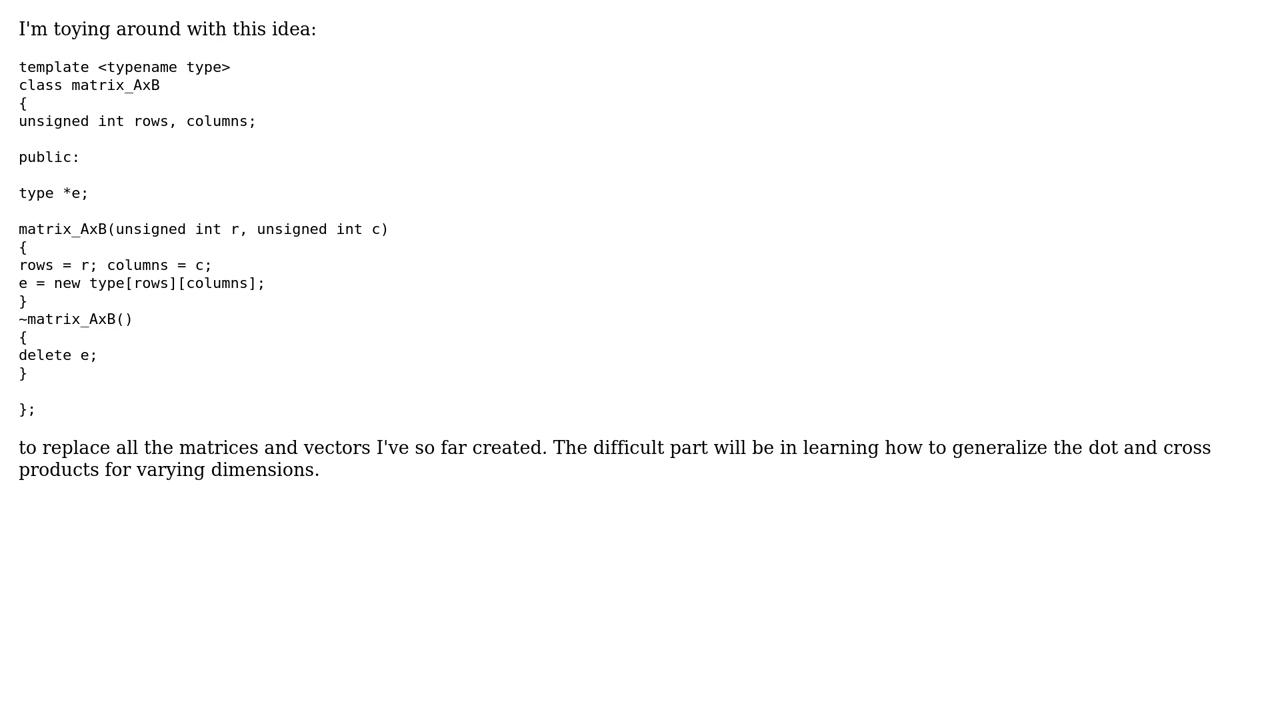 I'm toying around with this idea:
template <typename type>
class matrix_AxB
{
unsigned int rows, columns;
public:
type *e;
matrix_AxB(unsigned int r, unsigned int c)
{
rows = r; columns = c;
e = new type[rows][columns];
}
~matrix_AxB()
{
delete e;
}
};
to replace all the matrices and vectors I've so far created. The difficult part will be in learning how to generalize the dot and cross
products for varying dimensions.